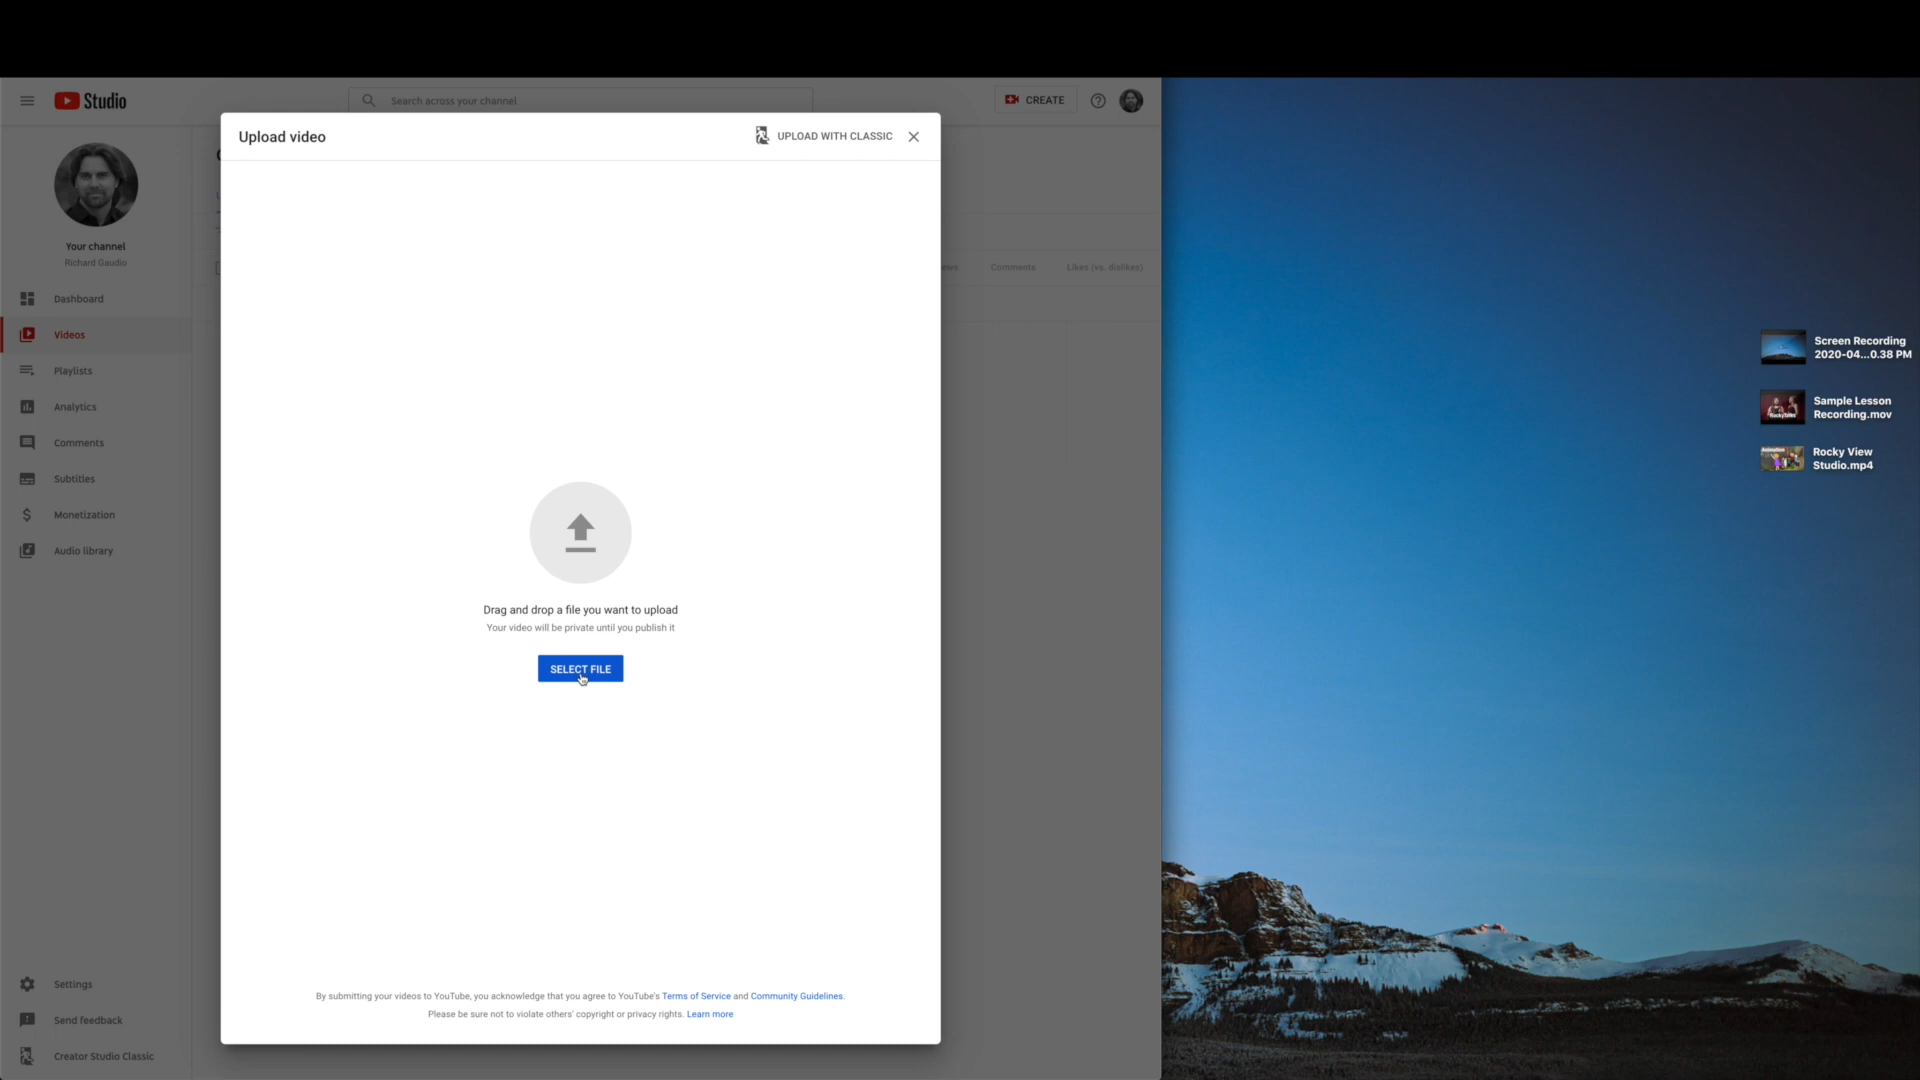 Studio
Search across your channel
CREATE
Upload video
UPLOAD WITH CLASSIC
Your channel
Richard Gaudio
Comments
Likes (vs. dislikes)
Dashboard
Videos
Playlists
Analytics
Comments
Subtitles
Monetization
Audio library
Drag and drop a file you want to upload
Your video will be private until you publish it
SELECT FILE
Settings
Send feedback
Creator Studio Classic
By submitting your videos to YouTube, you acknowledge that you agree to YouTube's Terms of Service and Community Guidelines.
Please be sure not to violate others' copyright or privacy rights. Learn more
Screen Recording
2020-04...0.38 PM
Sample Lesson
Recording.mov
Rocky View
Studio.mp4